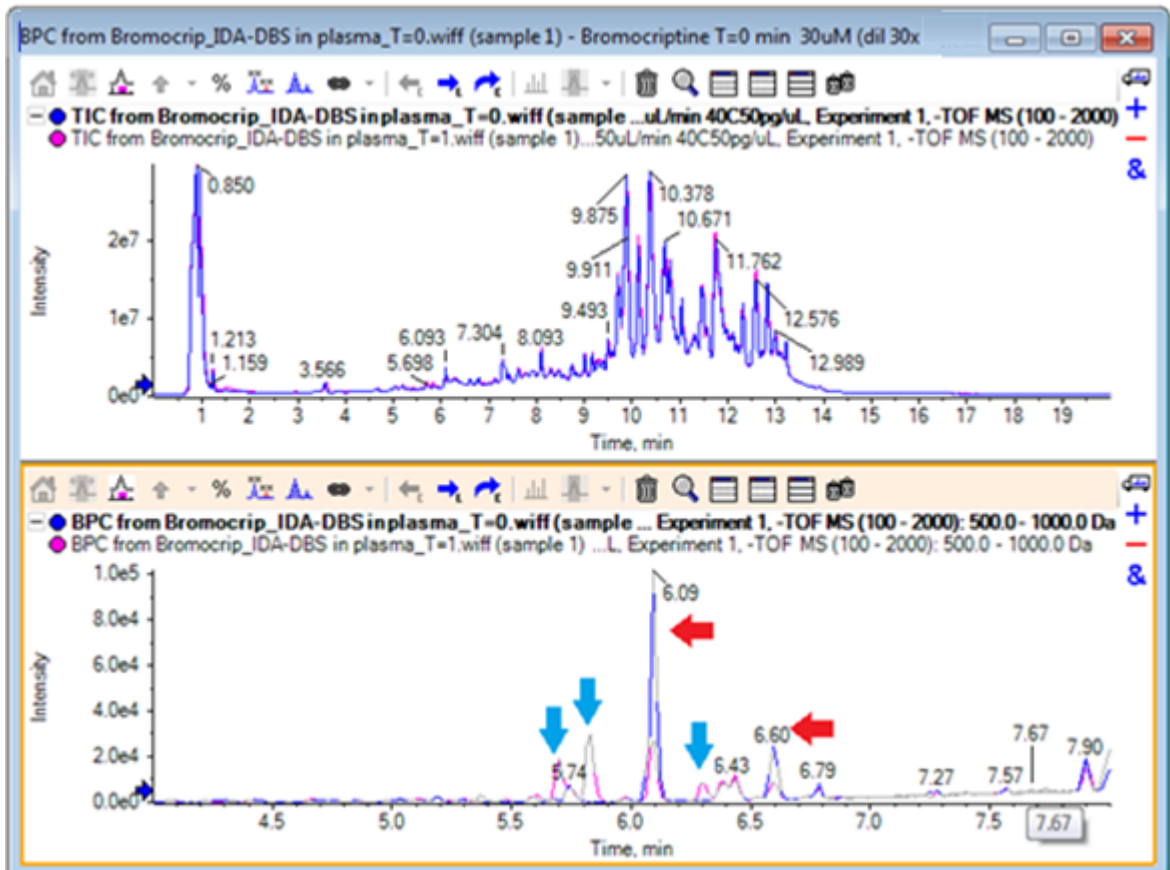 BPC from Bromocrip_IDA-DBS in plasma_T=0.wiff (sample 1) - Bromocriptine T=0 min 30uM (dil 30x
%
TIC from Bromocrip_IDA-DBS inplasma_T=0.wiff (sample ...uL/min 40C50pg/uL, Experiment 1, -TOF MS (100 - 2000)
TIC from Bromocrip_IDA-DBS in plasma_T=1.wiff (sample 1)...50uL/min 40C50pg/uL, Experiment 1, -TOF MS (100 - 2000)
&
Intensity
2e7
1e7
0e0
0.850
1.213
1.159
3.566
6.093
5.698
7.304
8.093
9.493
9.875
9.911
10.378
10.671
11.762
12.576
12.989
1 2 3 4 5 6 7 8 9 10 11 12 13 14 15 16 17 18 19
Time, min
%
BPC from Bromocrip_IDA-DBS inplasma_T=0.wiff (sample ... Experiment 1, -TOF MS (100 - 2000): 500.0 - 1000.0 Da
BPC from Bromocrip_IDA-DBS in plasma_T=1.wiff (sample 1) ...L, Experiment 1, -TOF MS (100 - 2000): 500.0 - 1000.0 Da
&
Intensity
1.0e5
8.0e4
6.0e4
4.0e4
2.0e4
0.0e0
6.09
5.74
6.43
6.60
6.79
7.27
7.57
7.67
7.90
4.5 5.0 5.5 6.0 6.5 7.0 7.5
7.67
Time, min